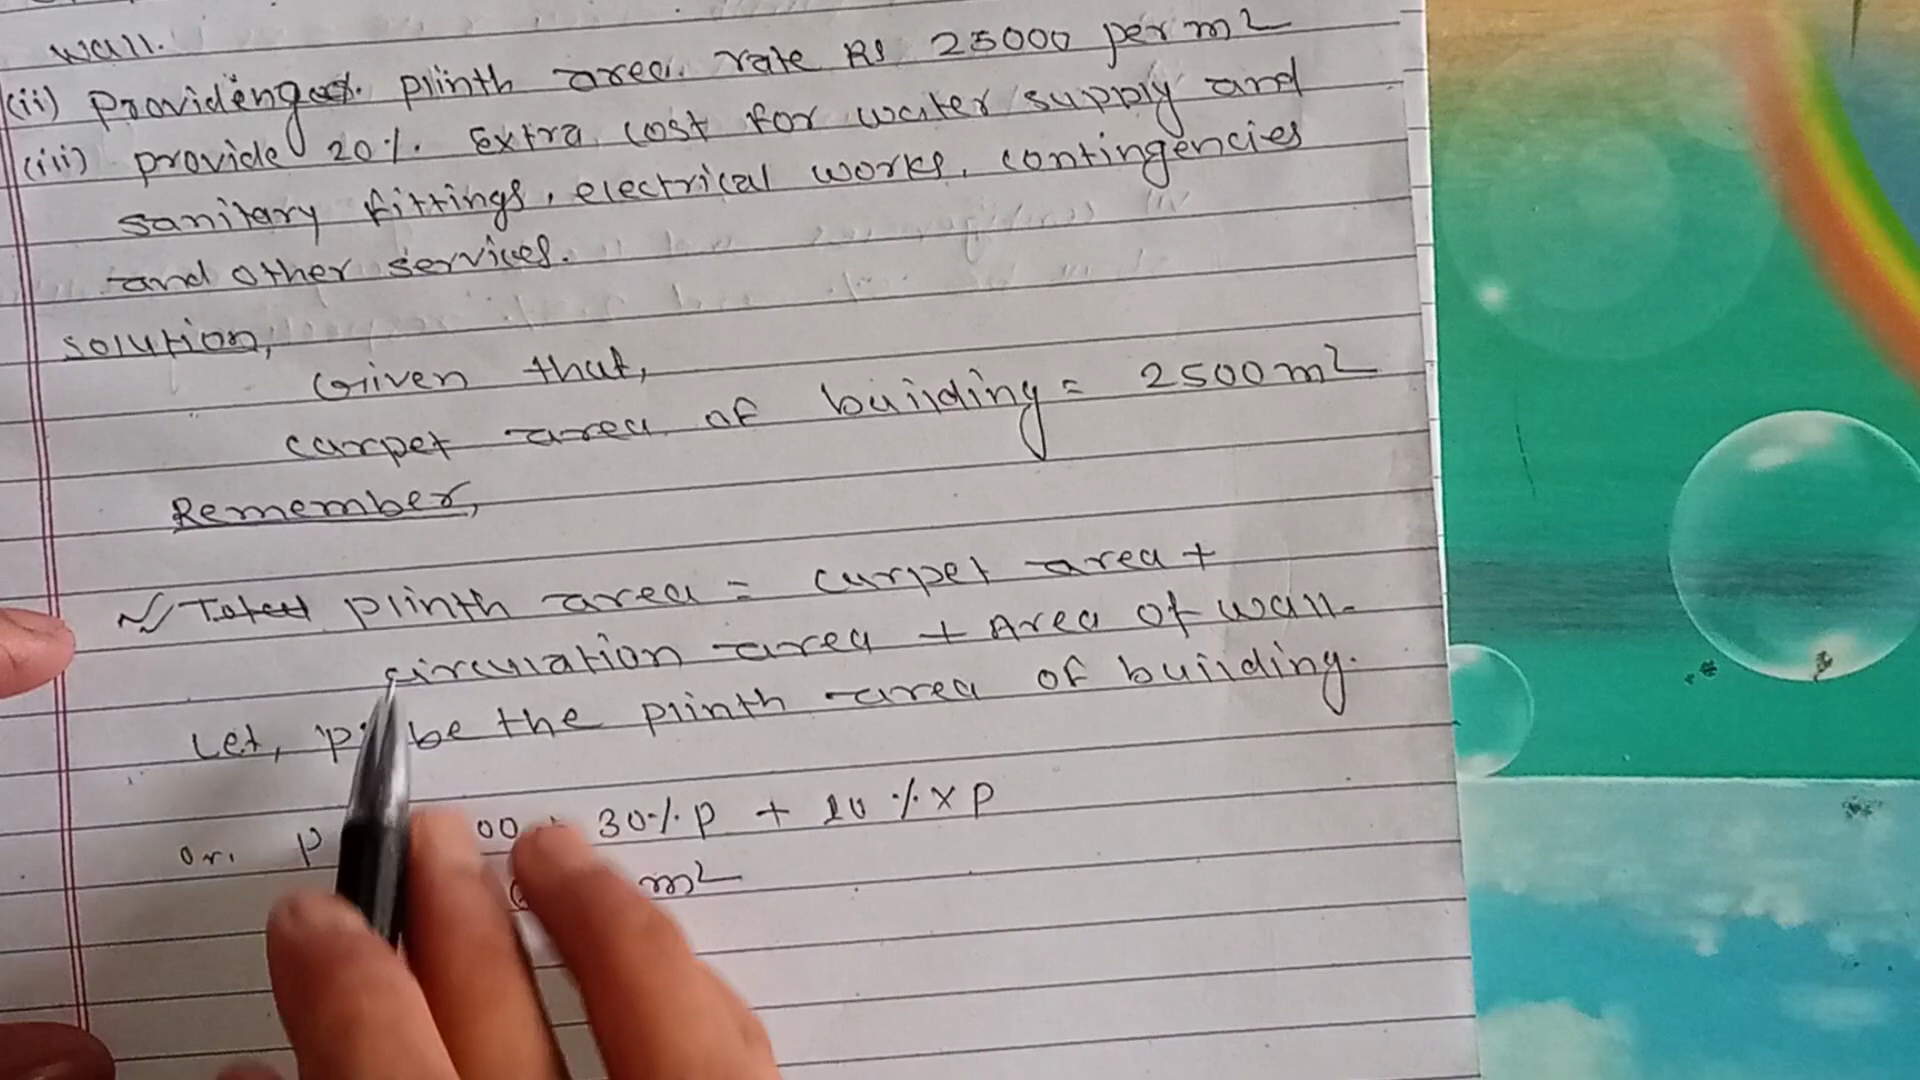 wall.
(ii) Providing plinth area rate Rs 25000 per m2
(iii) provide 20% Extra cost for water supply and
sanitary fittings, electrical works, contingencies
and other services.
solution,
Given that,
carpet area of building = 2500m2
Remember,
Total plinth area = carpet area +
circulation area + Area of wall
Let, p be the plinth area of building.
or, p 00 + 30% p + 10% x p
m2